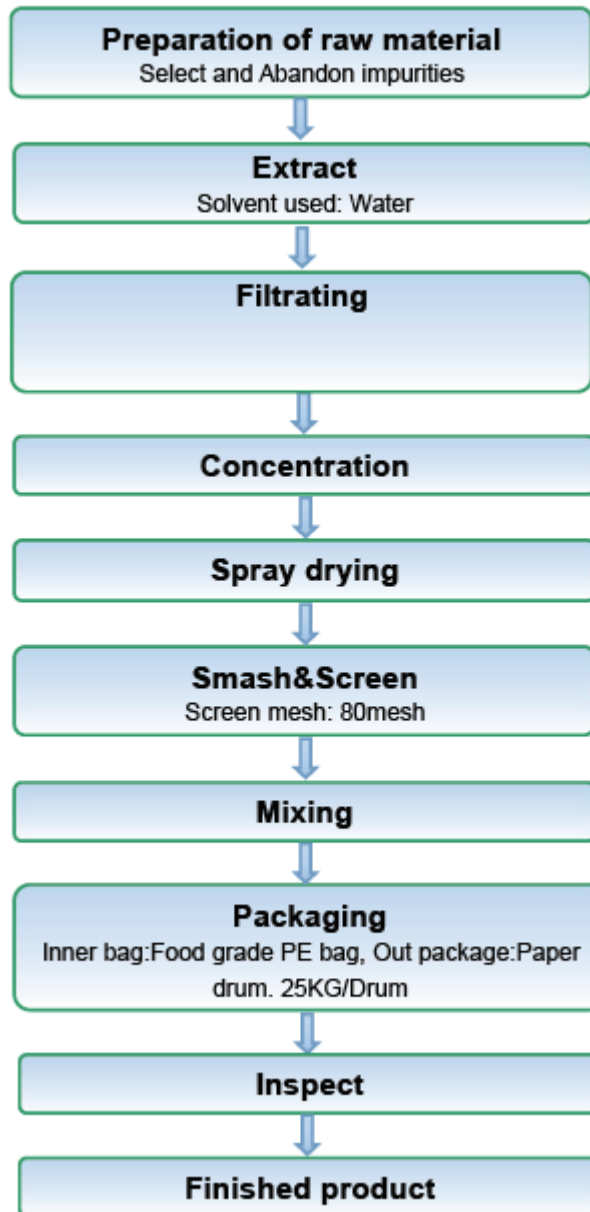 Preparation of raw material
Select and Abandon impurities
Extract
Solvent used: Water
Filtrating
Concentration
Spray drying
Smash&Screen
Screen mesh: 80mesh
Mixing
Packaging
Inner bag:Food grade PE bag, Out package:Paper
drum. 25KG/Drum
Inspect
Finished product